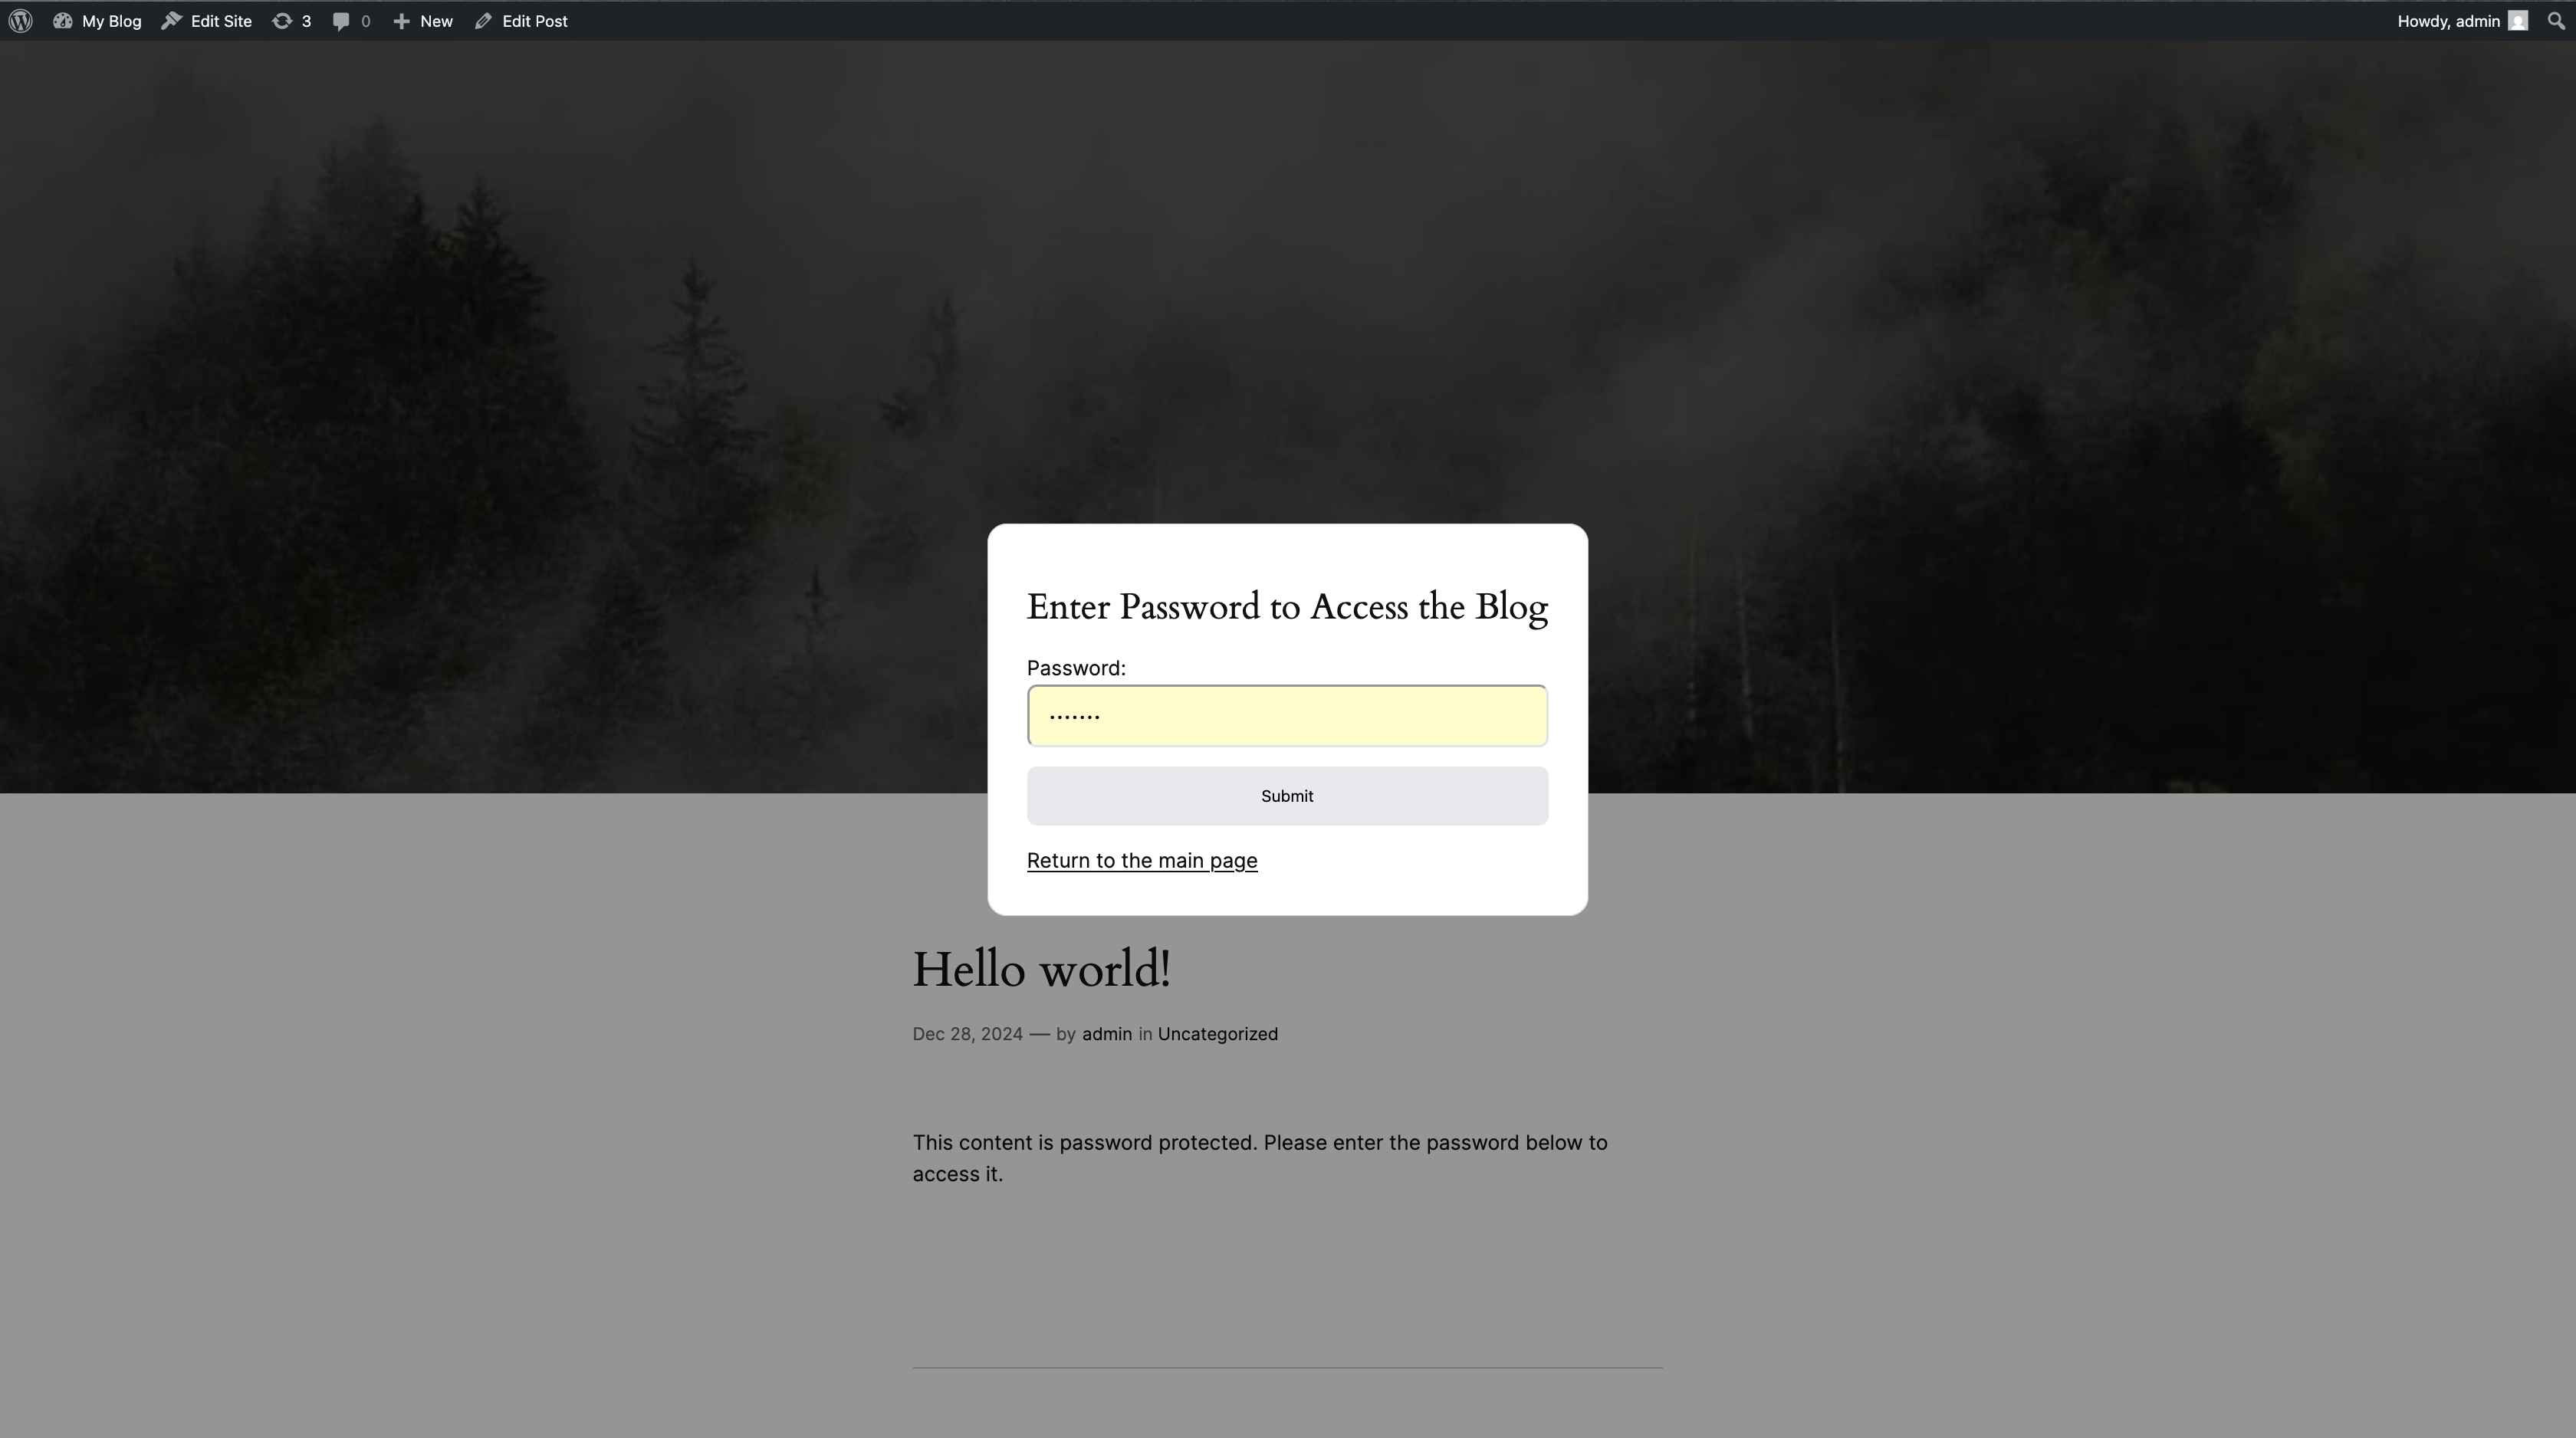 My Blog Edit Site 3 0 New Edit Post Howdy, admin
Enter Password to Access the Blog
Password:
.......
Submit
Return to the main page
Hello world!
Dec 28, 2024 — by admin in Uncategorized
This content is password protected. Please enter the password below to
access it.